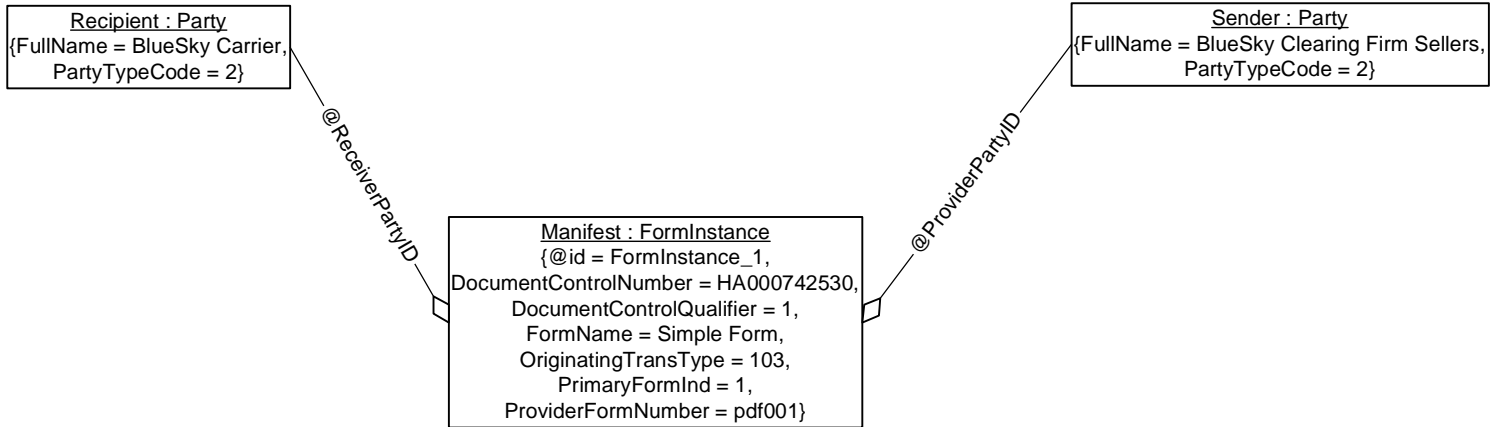 Recipient : Party
{FullName = BlueSky Carrier,
PartyTypeCode = 2}
Sender : Party
{FullName = BlueSky Clearing Firm Sellers,
PartyTypeCode = 2}
@ReceiverPartyID
@ProviderPartyID
Manifest : FormInstance
{@id = FormInstance_1,
DocumentControlNumber = HA000742530,
DocumentControlQualifier = 1,
FormName = Simple Form,
OriginatingTransType = 103,
PrimaryFormInd = 1,
ProviderFormNumber = pdf001}